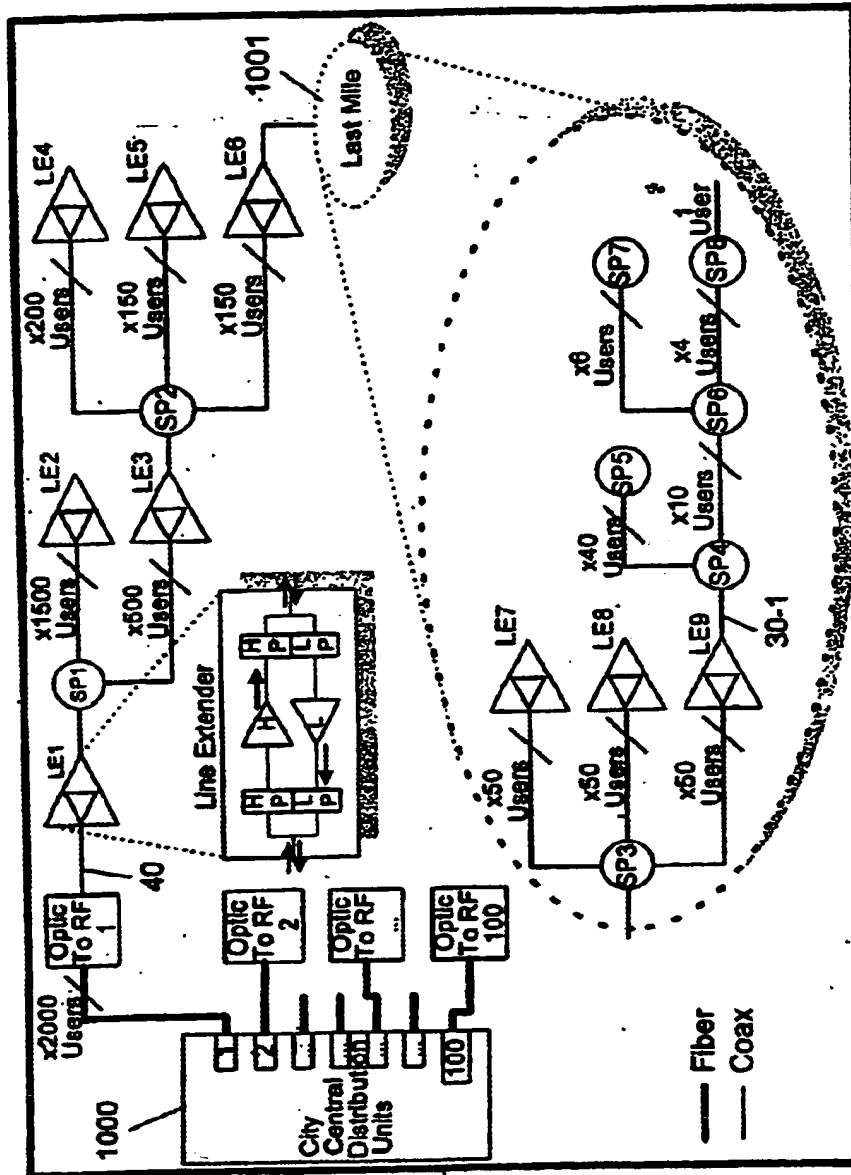 1000
City
Central
Distribution
Units
1
2
...
...
...
...
100
x2000
Users
Optic
To RF
1
Optic
To RF
2
Optic
To RF
...
Optic
To RF
100
40
LE1
SP1
x1500
Users
LE2
x500
Users
LE3
SP2
x200
Users
LE4
x150
Users
LE5
x150
Users
LE6
1001
Last Mile
Line Extender
H
P
L
P
H
L
H
P
L
P
SP3
x50
Users
LE7
x50
Users
LE8
x50
Users
LE9
30-1
SP4
x40
Users
SP5
x10
Users
SP6
x6
Users
SP7
x4
Users
SP8
1
User
Fiber
Coax